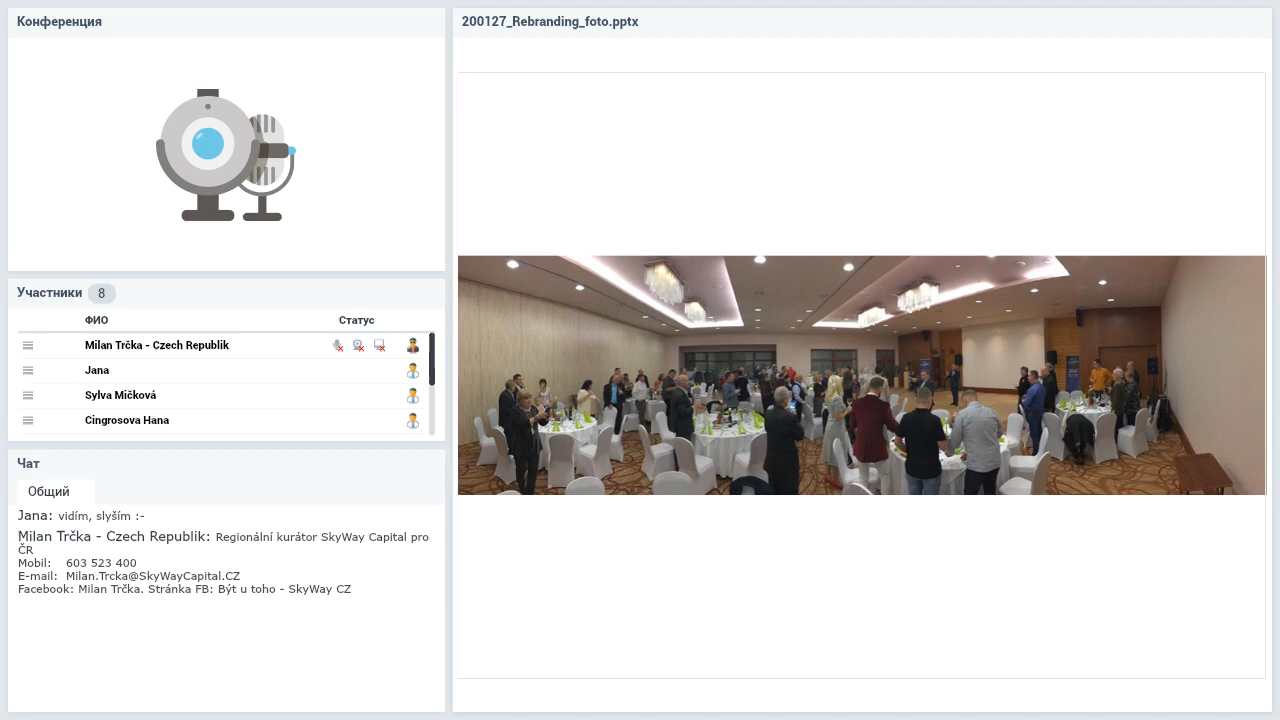 Конференция
200127_Rebranding_foto.pptx
Участники 8
ФИО Статус
Milan Trčka - Czech Republik
Jana
Sylva Mičková
Cingrosova Hana
Чат
Общий
Jana: vidím, slyším :-
Milan Trčka - Czech Republik: Regionální kurátor SkyWay Capital pro
ČR
Mobil: 603 523 400
E-mail: Milan.Trcka@SkyWayCapital.CZ
Facebook: Milan Trčka. Stránka FB: Být u toho - SkyWay CZ